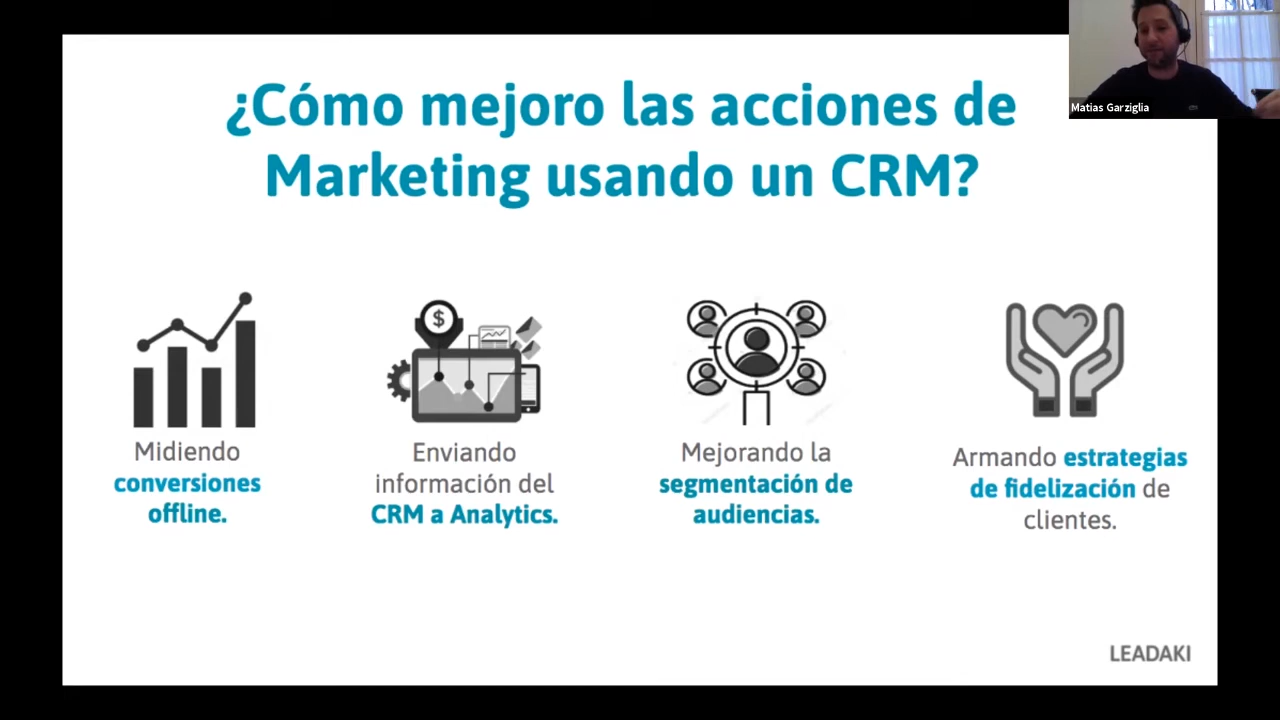 ¿Cómo mejoro las acciones de
Marketing usando un CRM?
Matias Garziglia
$
Midiendo
conversiones
offline.
Enviando
información del
CRM a Analytics.
Mejorando la
segmentación de
audiencias.
Armando estrategias
de fidelización de
clientes.
LEADAKI